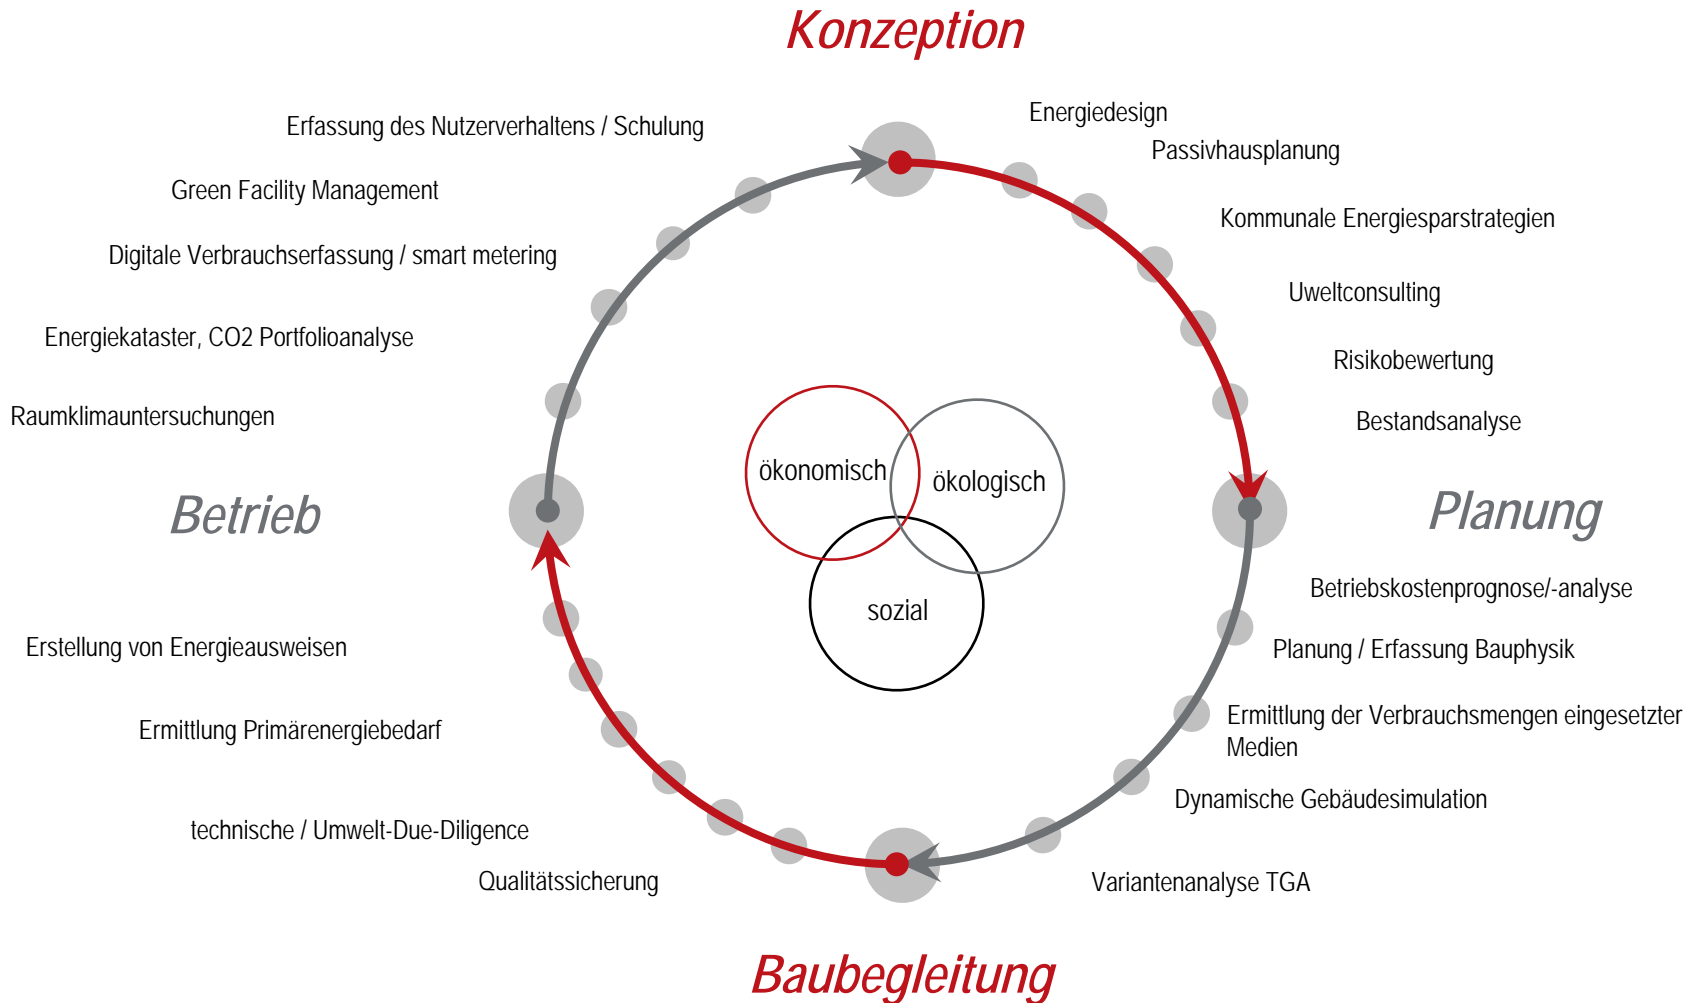 Konzeption
Energiedesign
Erfassung des Nutzerverhaltens / Schulung
Passivhausplanung
Green Facility Management
Kommunale Energiesparstrategien
Digitale Verbrauchserfassung / smart metering
Uweltconsulting
Energiekataster, CO2 Portfolioanalyse
Risikobewertung
Raumklimauntersuchungen
Bestandsanalyse
ökonomisch
ökologisch
Betrieb
Planung
Betriebskostenprognose/-analyse
sozial
Erstellung von Energieausweisen
Planung / Erfassung Bauphysik
Ermittlung der Verbrauchsmengen eingesetzter
Medien
Ermittlung Primärenergiebedarf
Dynamische Gebäudesimulation
technische / Umwelt-Due-Diligence
Qualitätssicherung
Variantenanalyse TGA
Baubegleitung